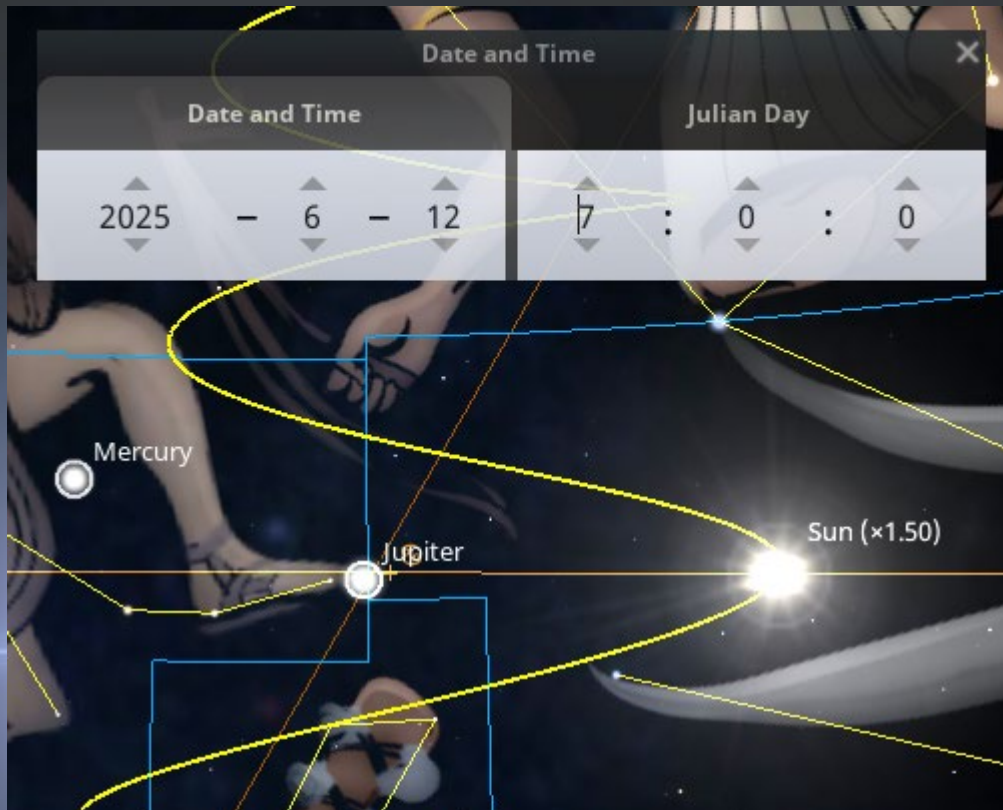 Date and Time
Date and Time
Julian Day
2025 – 6 – 12
7 : 0 : 0
Mercury
Jupiter
Sun (×1.50)